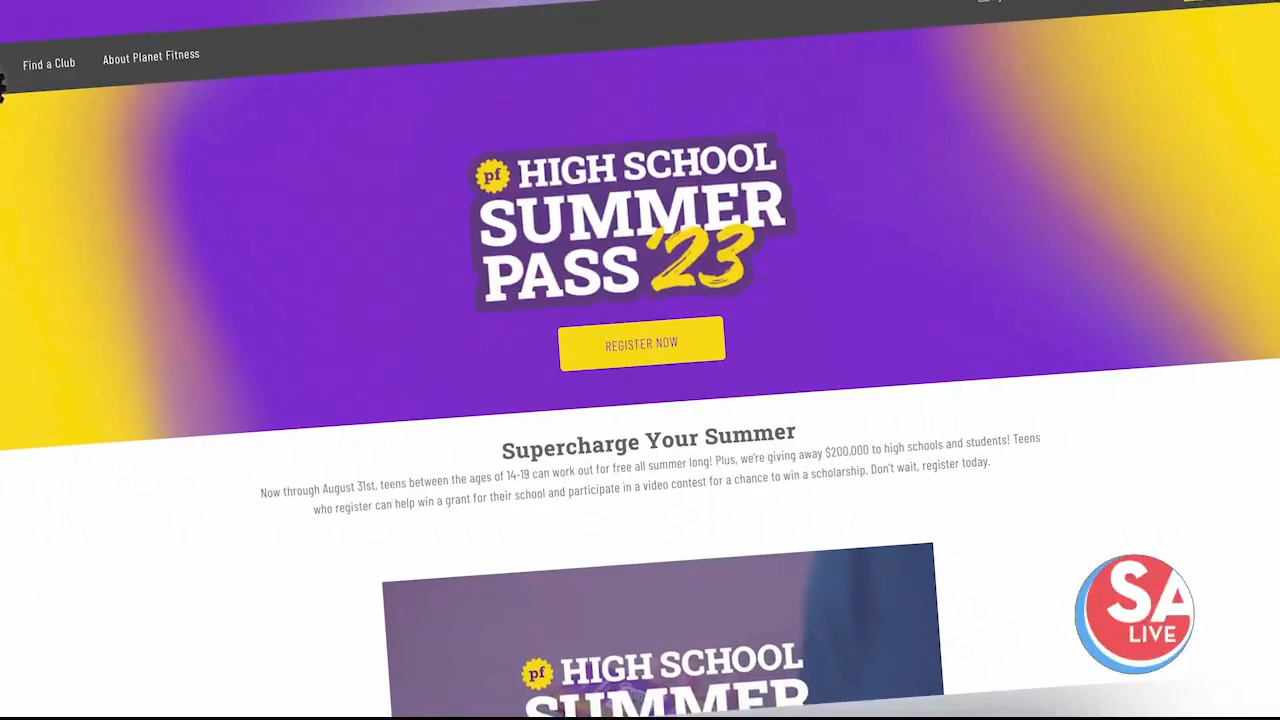 Find a Club
About Planet Fitness
pf HIGH SCHOOL
SUMMER
PASS '23
REGISTER NOW
Supercharge Your Summer
Now through August 31st, teens between the ages of 14-19 can work out for free all summer long! Plus, we're giving away $200,000 to high schools and students! Teens
who register can help win a grant for their school and participate in a video contest for a chance to win a scholarship. Don't wait, register today.
pf HIGH SCHOOL
SUMMER
SA
LIVE